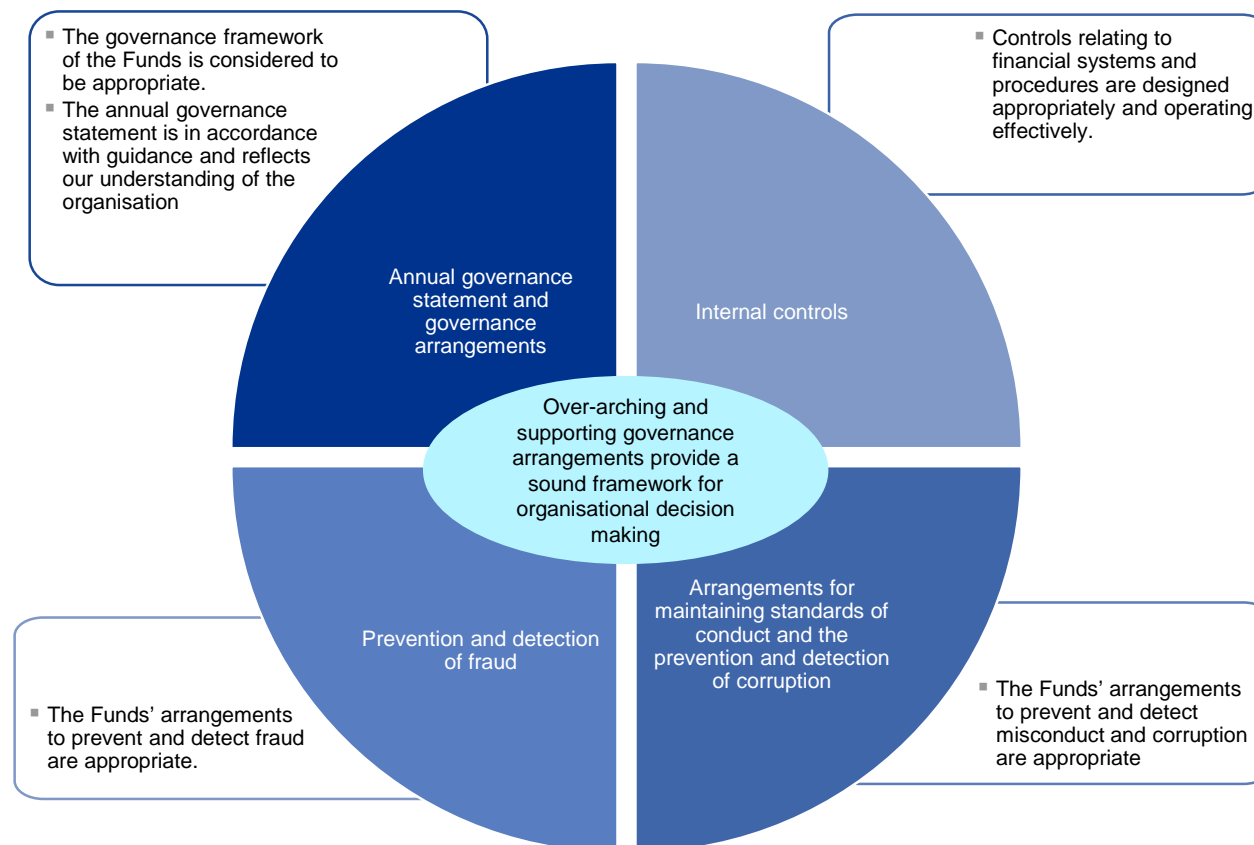 ▪ The governance framework
of the Funds is considered to
be appropriate.
▪ The annual governance
statement is in accordance
with guidance and reflects
our understanding of the
organisation
▪ Controls relating to
financial systems and
procedures are designed
appropriately and operating
effectively.
Annual governance
statement and
governance
arrangements
Internal controls
Over-arching and
supporting governance
arrangements provide a
sound framework for
organisational decision
making
Prevention and detection
of fraud
Arrangements for
maintaining standards of
conduct and the
prevention and detection
of corruption
▪ The Funds’ arrangements
to prevent and detect fraud
are appropriate.
▪ The Funds’ arrangements
to prevent and detect
misconduct and corruption
are appropriate